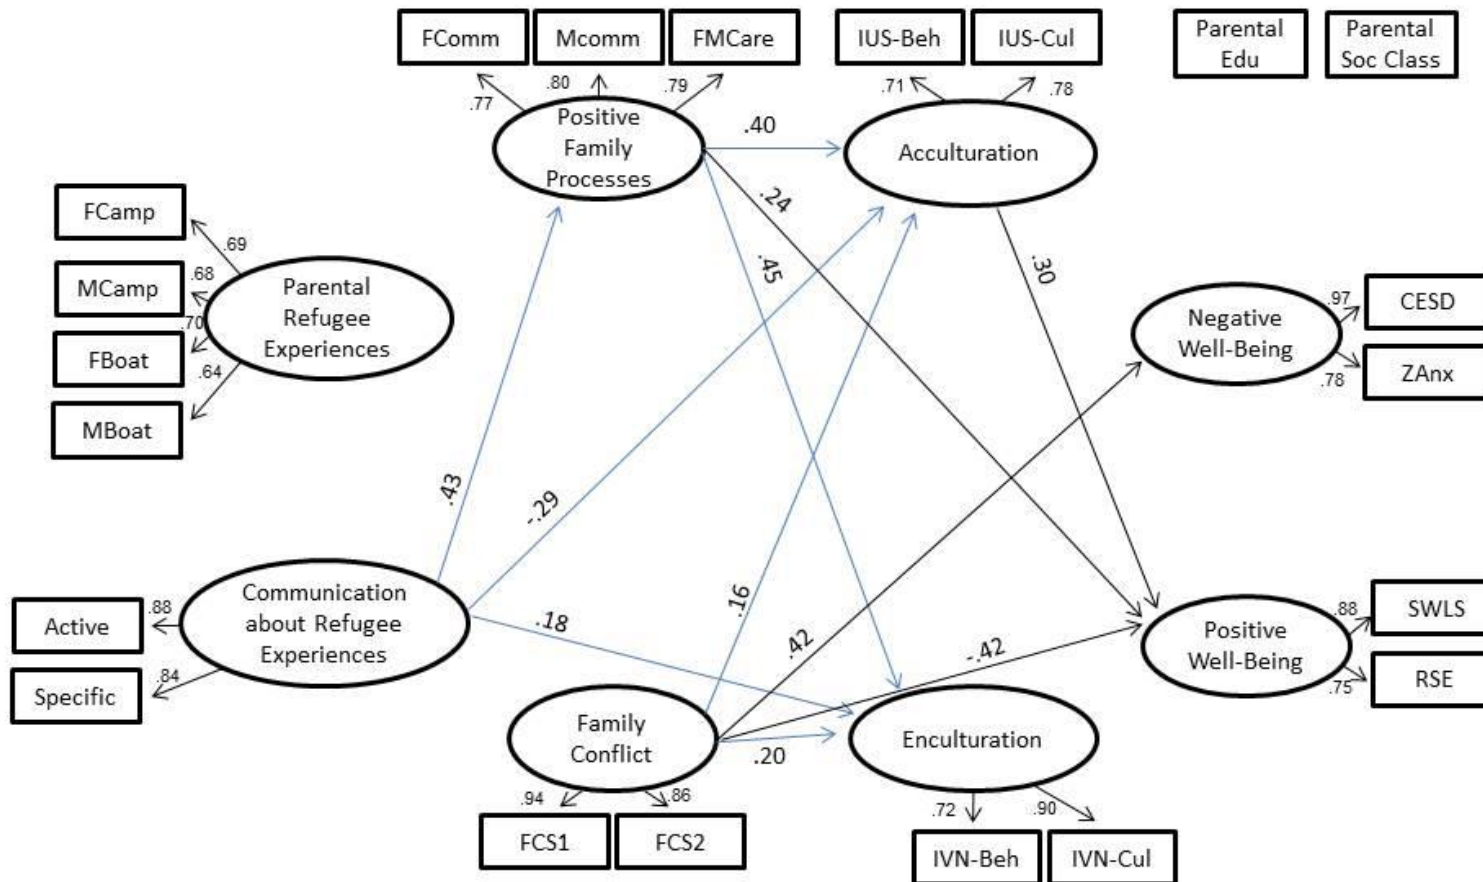 FComm
Mcomm
FMCare
IUS-Beh
IUS-Cul
Parental
Edu
Parental
Soc Class
.77
.80
.79
.71
.78
Positive
Family
Processes
.40
Acculturation
FCamp
MCamp
FBoat
MBoat
.69
.68
.70
.64
Parental
Refugee
Experiences
.24
.45
.30
Negative
Well-Being
.97
.78
CESD
ZAnx
.43
-.29
.16
.18
.42
-.42
.20
Active
Specific
.88
.84
Communication
about Refugee
Experiences
Positive
Well-Being
.88
.75
SWLS
RSE
Family
Conflict
Enculturation
.94
.86
FCS1
FCS2
.72
.90
IVN-Beh
IVN-Cul